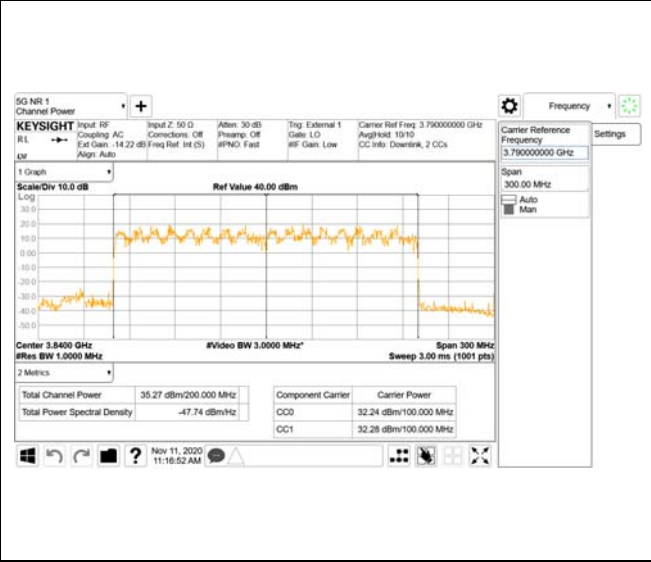 5G NR 1
Channel Power
+
Frequency
KEYSIGHT
RL
Input: RF
Coupling: AC
Ext Gain: -14.22 dB
Align: Auto
Input Z: 50 Ω
Corrections: Off
Freq Ref: Int (S)
Atten: 30 dB
Preamp: Off
#PNO: Fast
Trig: External 1
Gate: LO
#IF Gain: Low
Carrier Ref Freq: 3.790000000 GHz
Avg|Hold: 10/10
CC Info: Downlink, 2 CCs
Carrier Reference
Frequency
3.790000000 GHz
Settings
Span
300.00 MHz
Auto
Man
1 Graph
Scale/Div 10.0 dB
Ref Value 40.00 dBm
Log
30.0
20.0
10.0
0.00
-10.0
-20.0
-30.0
-40.0
-50.0
Center 3.8400 GHz
#Video BW 3.0000 MHz*
Span 300 MHz
#Res BW 1.0000 MHz
Sweep 3.00 ms (1001 pts)
2 Metrics
Total Channel Power
35.27 dBm/200.000 MHz
Total Power Spectral Density
-47.74 dBm/Hz
Component Carrier
Carrier Power
CC0
32.24 dBm/100.000 MHz
CC1
32.28 dBm/100.000 MHz
?
Nov 11, 2020
11:16:52 AM